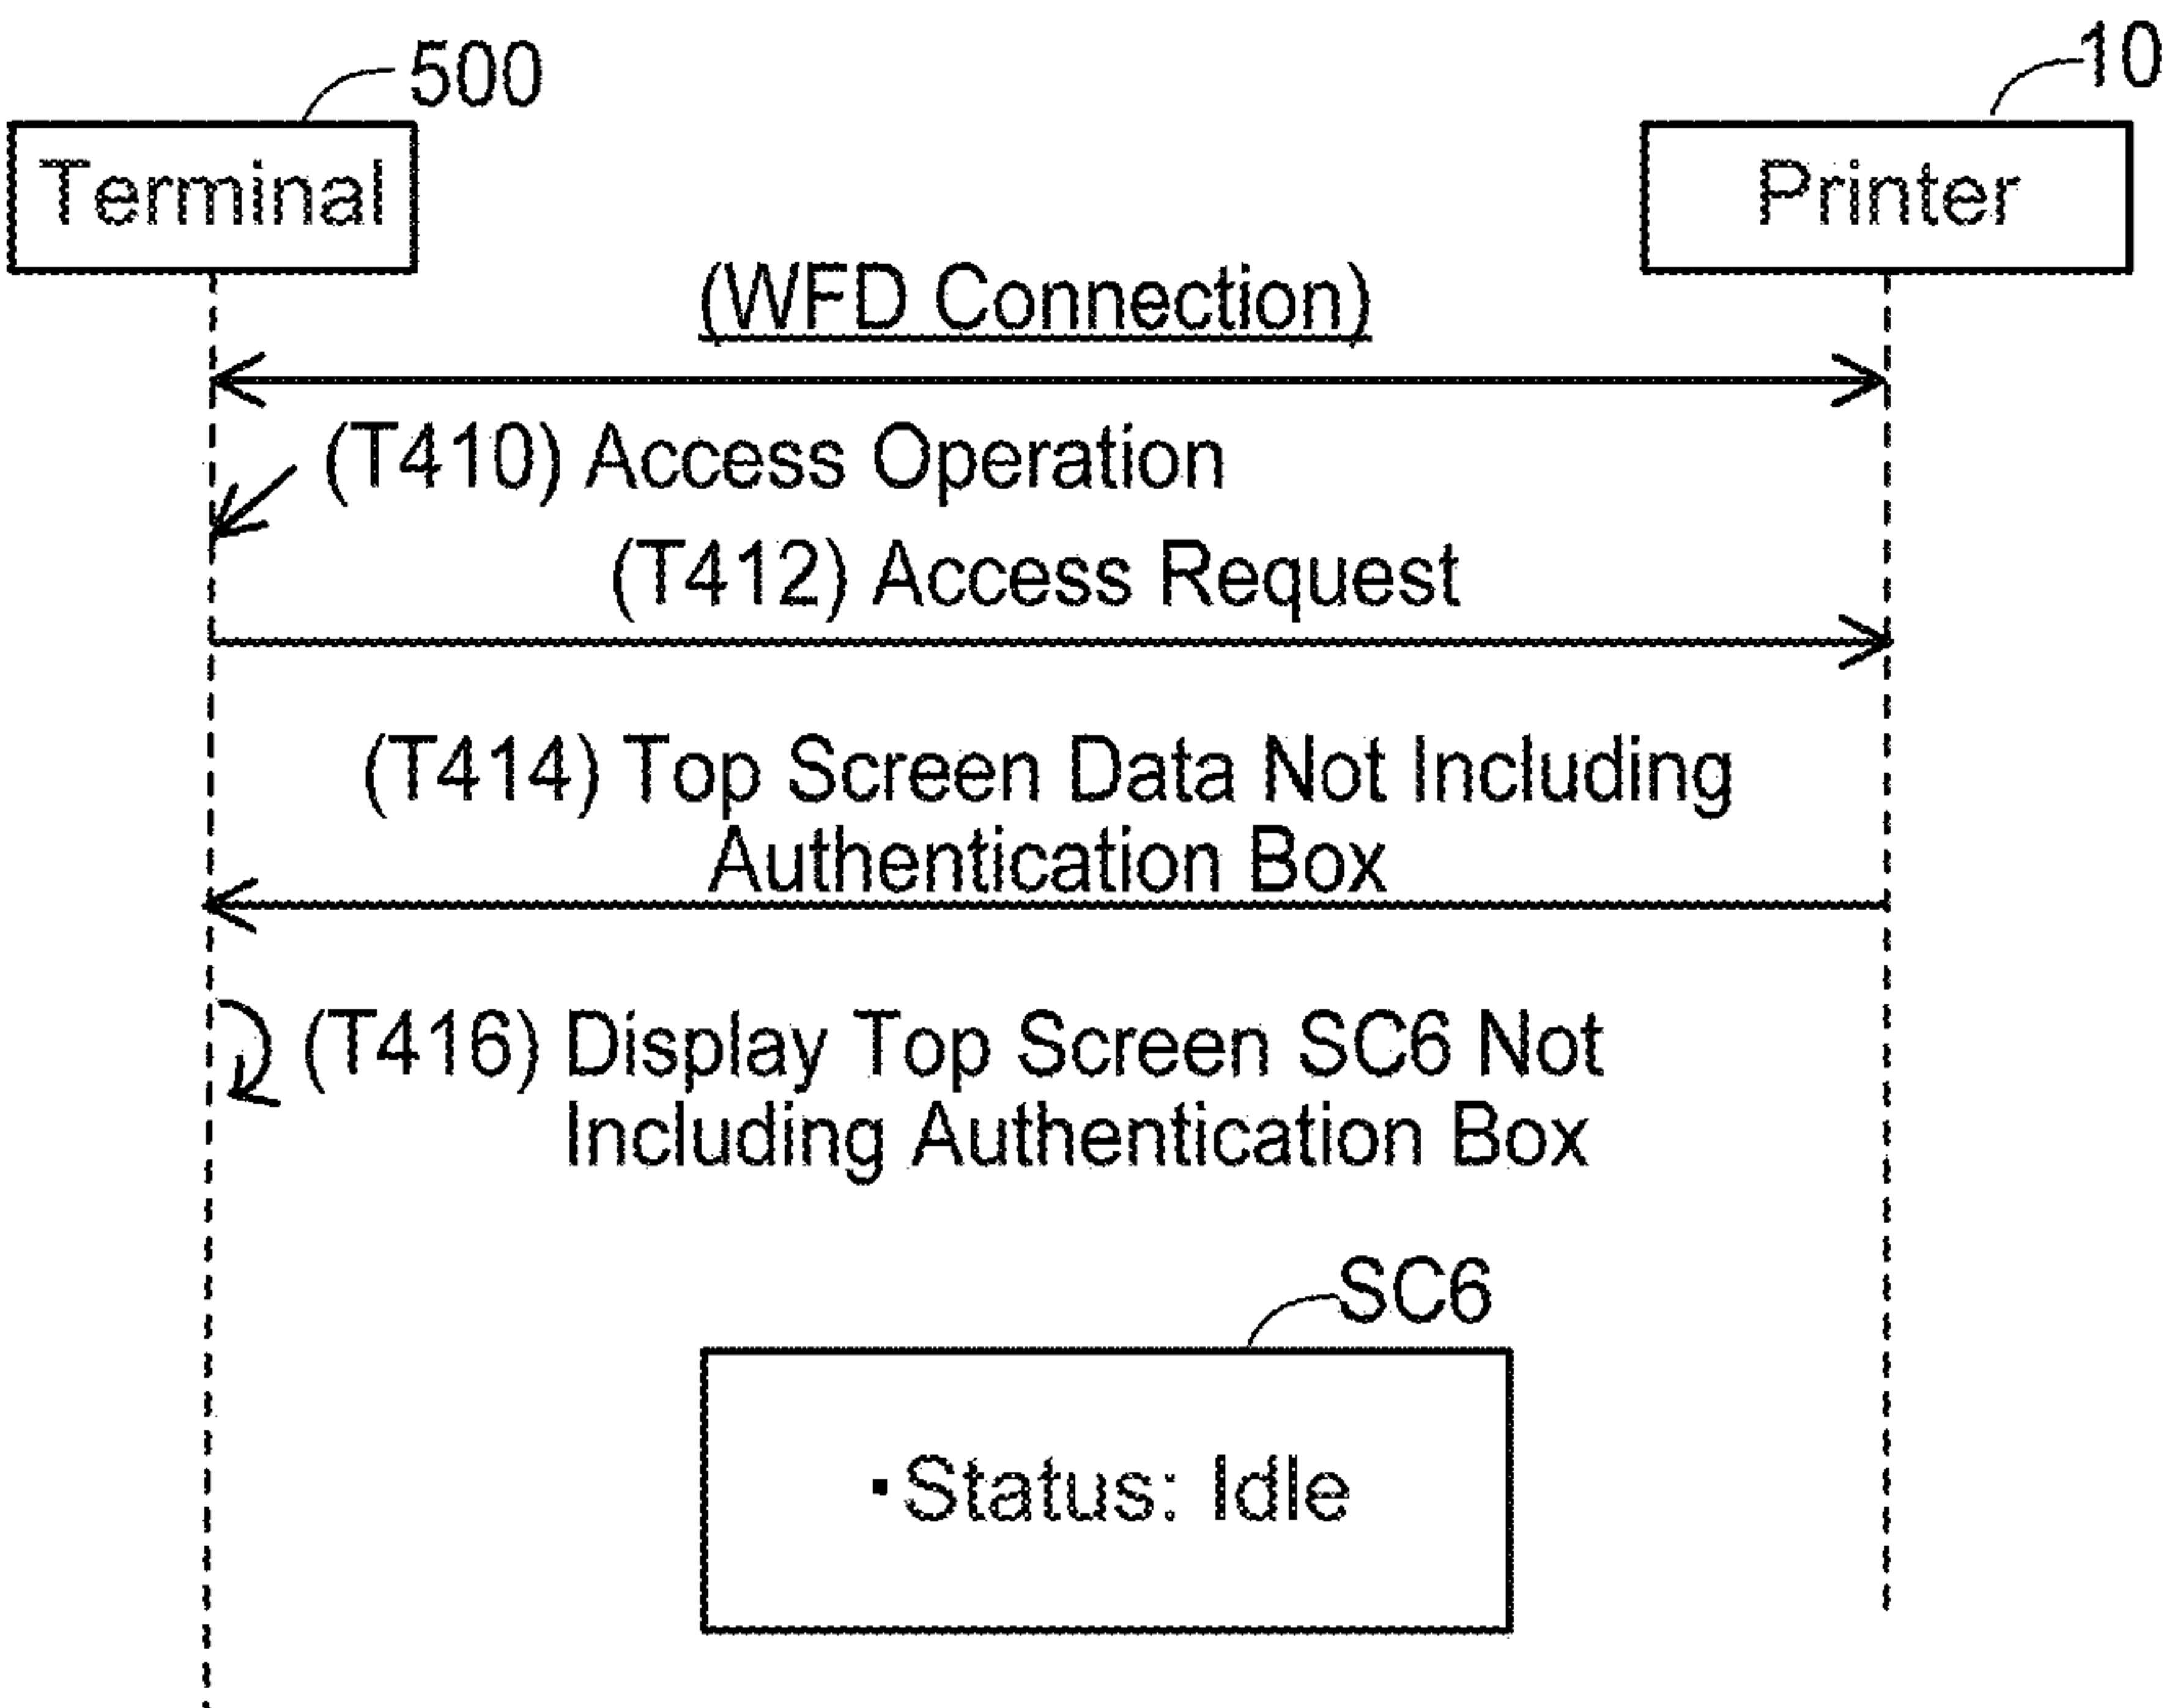 500
10
Terminal
Printer
(WFD Connection)
(T410) Access Operation
(T412) Access Request
(T414) Top Screen Data Not Including
Authentication Box
(T416) Display Top Screen SC6 Not
Including Authentication Box
SC6
▪Status: Idle